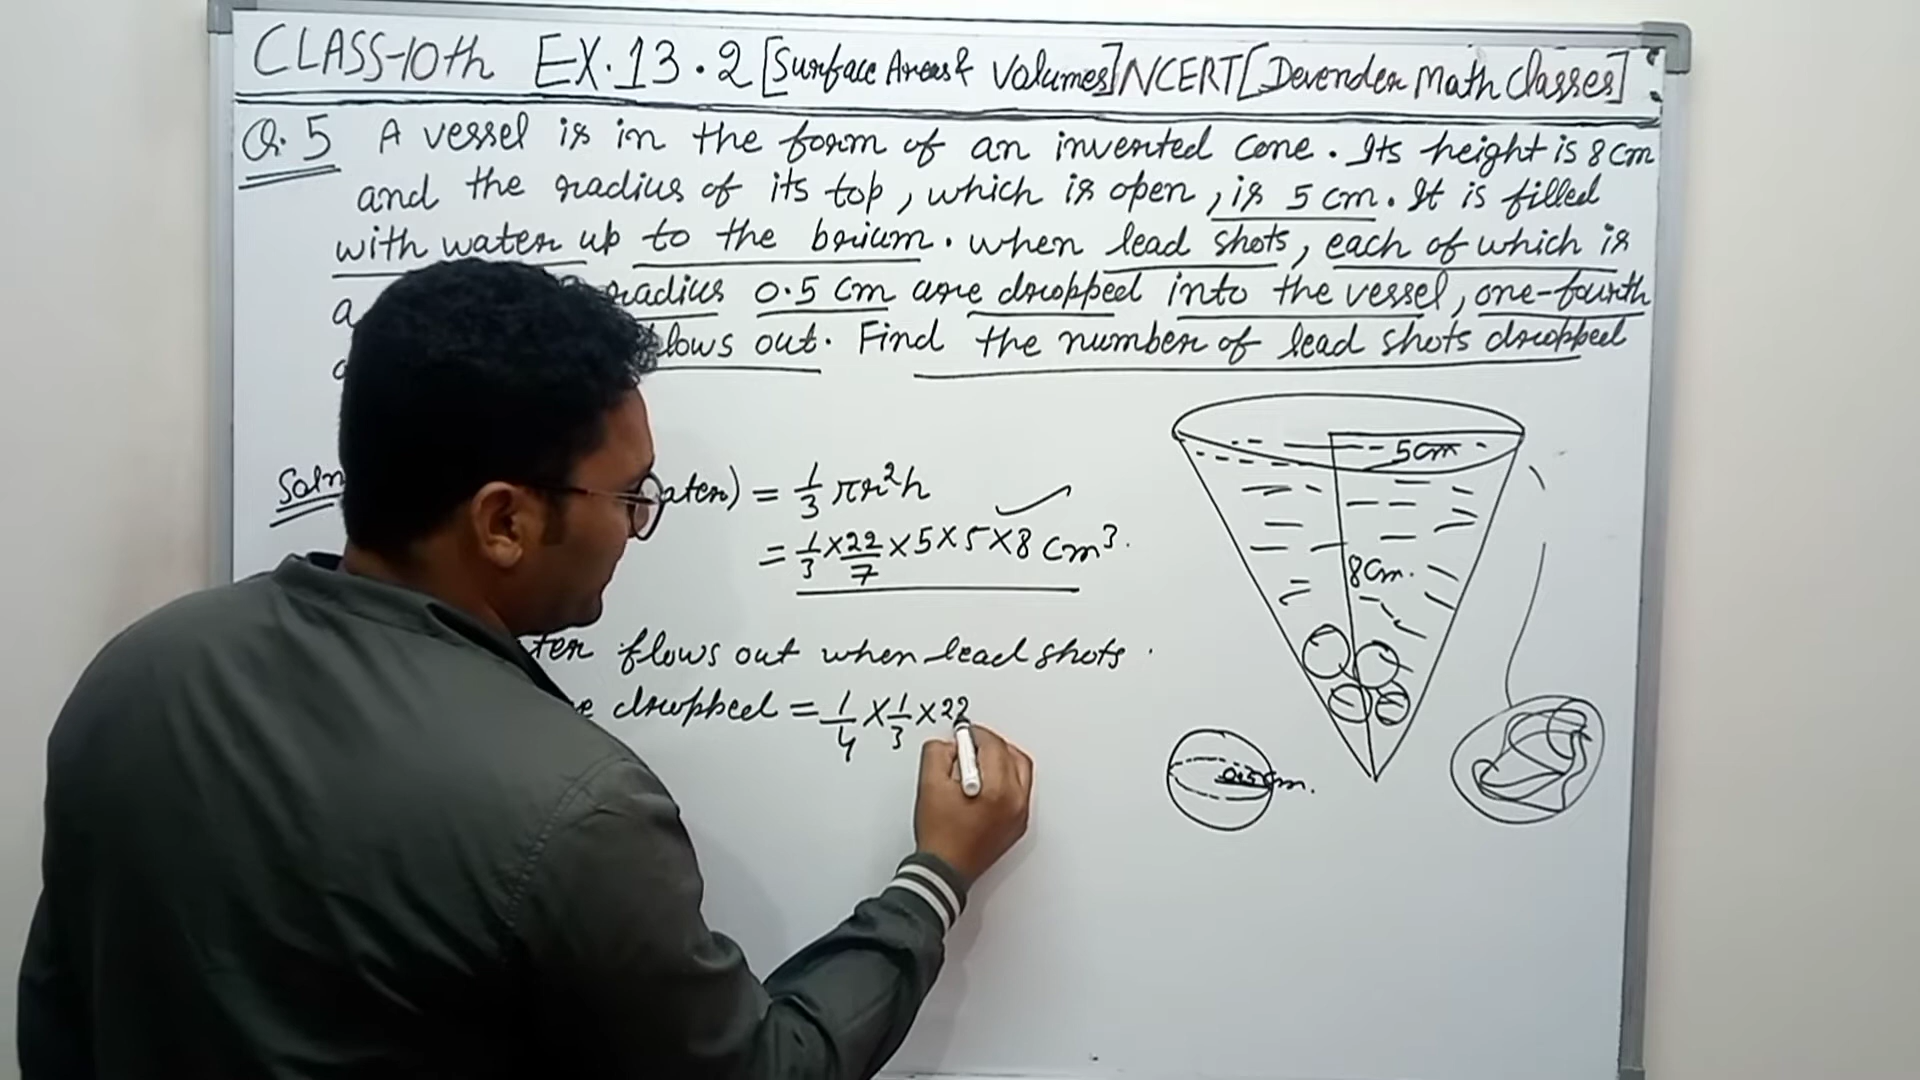 CLASS-10th EX.13.2 [Surface Areas & Volumes] NCERT [Devender Math Classes]
Q.5 A vessel is in the form of an inverted cone. Its height is 8 cm
and the radius of its top, which is open, is 5 cm. It is filled
with water up to the brium. when lead shots, each of which is
a radius 0.5 cm are dropped into the vessel, one-fourth
flows out. Find the number of lead shots dropped
5cm
Soln = 1/3 πr²h
= 1/3 × 22/7 × 5 × 5 × 8 cm³.
8cm.
flows out when lead shots.
dropped = 1/4 × 1/3 × 22
0.5cm.